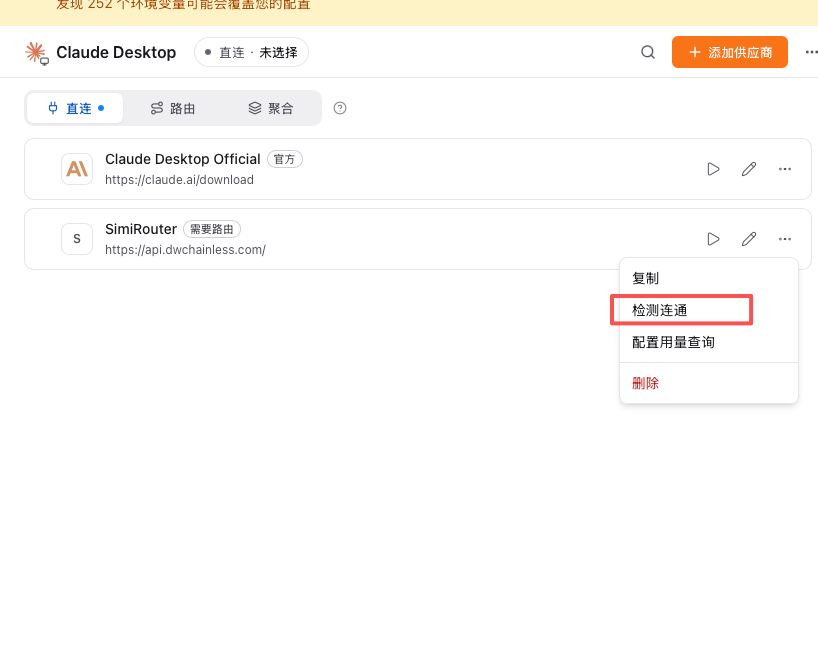 发现 252 个环境变量可能会覆盖您的配置
Claude Desktop
直连 · 未选择
添加供应商
直连
路由
聚合
Claude Desktop Official 官方
https://claude.ai/download
S
SimiRouter 需要路由
https://api.dwchainless.com/
复制
检测连通
配置用量查询
删除